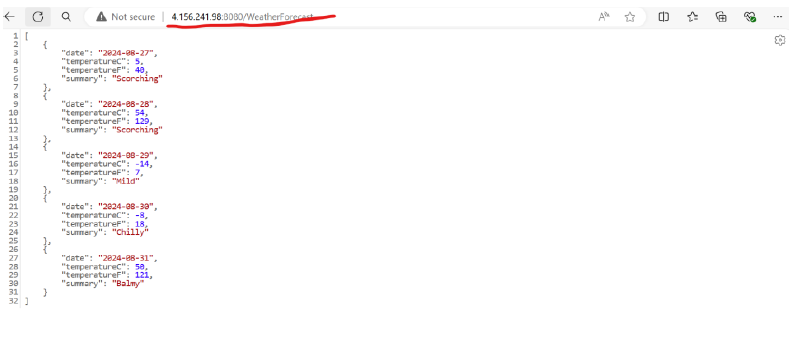 Not secure 4.156.241.98:8080/WeatherForecast
1 [
2 {
3 "date": "2024-08-27",
4 "temperatureC": 5,
5 "temperatureF": 40,
6 "summary": "Scorching"
7 },
8 {
9 "date": "2024-08-28",
10 "temperatureC": 54,
11 "temperatureF": 129,
12 "summary": "Scorching"
13 },
14 {
15 "date": "2024-08-29",
16 "temperatureC": -14,
17 "temperatureF": 7,
18 "summary": "Mild"
19 },
20 {
21 "date": "2024-08-30",
22 "temperatureC": -8,
23 "temperatureF": 18,
24 "summary": "Chilly"
25 },
26 {
27 "date": "2024-08-31",
28 "temperatureC": 50,
29 "temperatureF": 121,
30 "summary": "Balmy"
31 }
32 ]